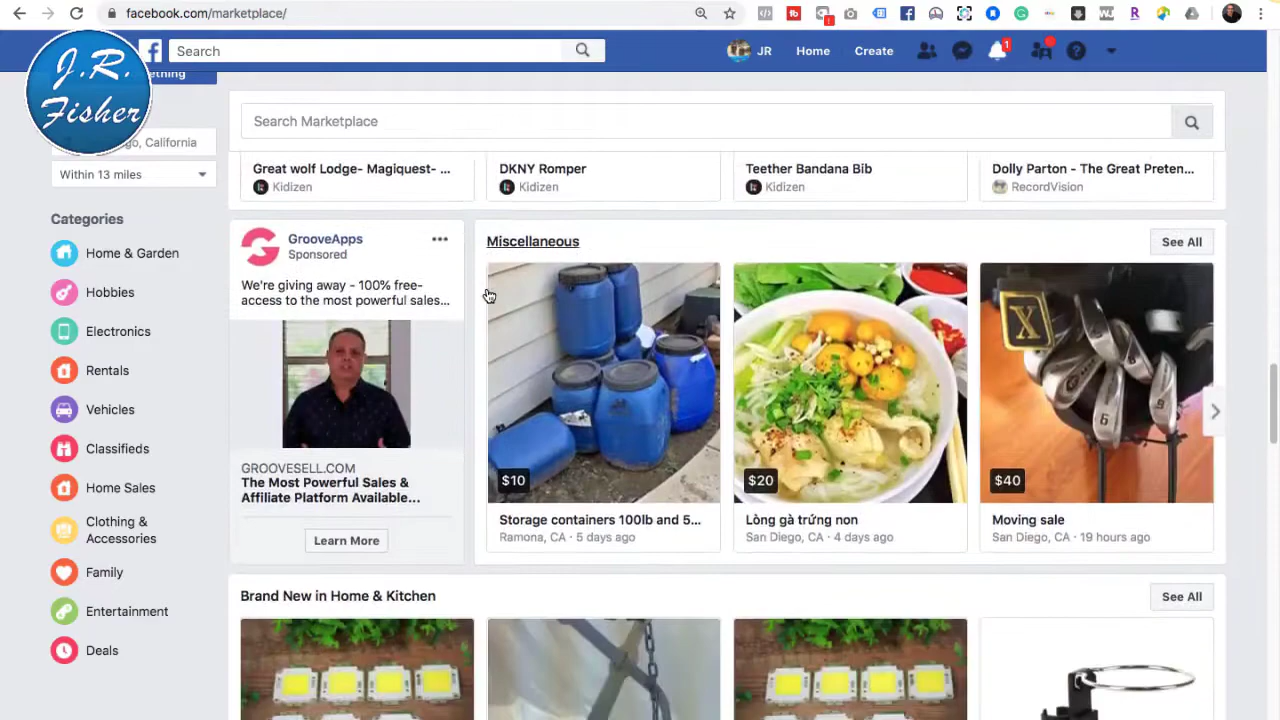 facebook.com/marketplace/
J.R.
Fisher
Search
JR
Home
Create
1
Search Marketplace
Within 13 miles
Great wolf Lodge- Magiquest- ...
Kidizen
DKNY Romper
Kidizen
Teether Bandana Bib
Kidizen
Dolly Parton - The Great Preten...
RecordVision
Categories
Home & Garden
Hobbies
Electronics
Rentals
Vehicles
Classifieds
Home Sales
Clothing &
Accessories
Family
Entertainment
Deals
GrooveApps
Sponsored
We're giving away - 100% free-
access to the most powerful sales...
GROOVESELL.COM
The Most Powerful Sales &
Affiliate Platform Available...
Learn More
Miscellaneous
See All
$10
Storage containers 100lb and 5...
Ramona, CA · 5 days ago
$20
Lòng gà trứng non
San Diego, CA · 4 days ago
X
6
$40
Moving sale
San Diego, CA · 19 hours ago
Brand New in Home & Kitchen
See All